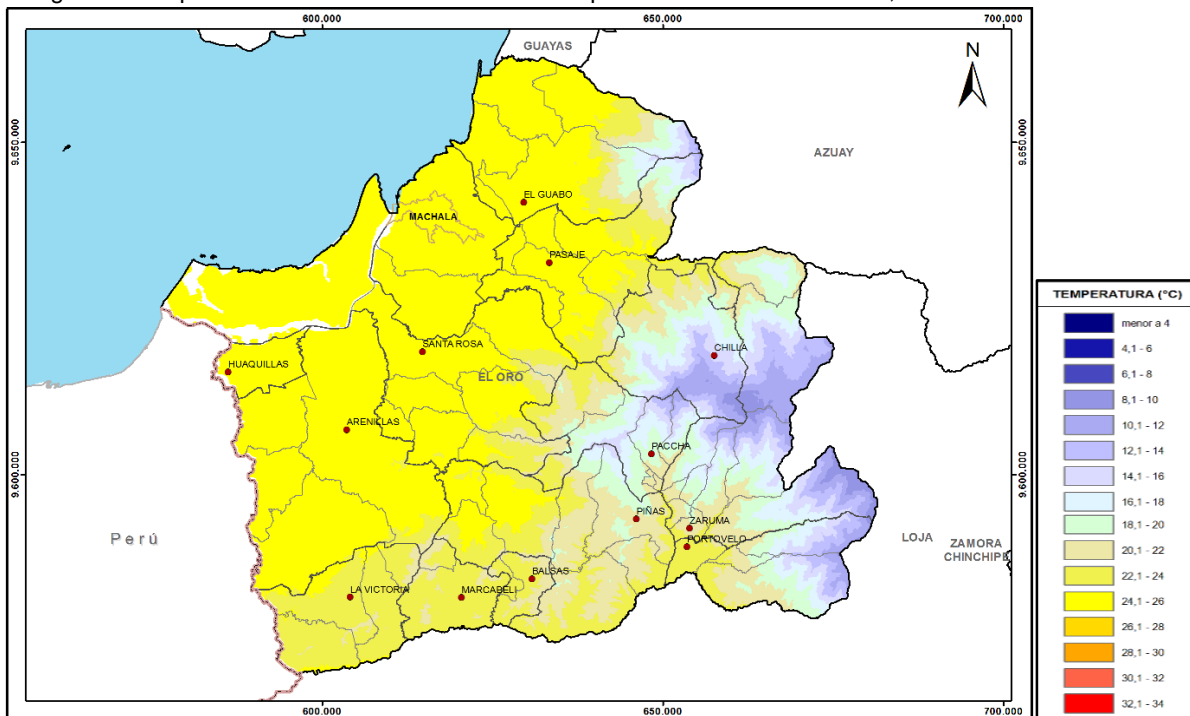 600.000 650.000 700.000
GUAYAS
N
9.650.000 9.650.000
AZUAY
EL GUABO
MACHALA
PASAJE
TEMPERATURA (°C)
menor a 4
4,1 - 6
6,1 - 8
8,1 - 10
10,1 - 12
12,1 - 14
14,1 - 16
16,1 - 18
18,1 - 20
20,1 - 22
22,1 - 24
24,1 - 26
26,1 - 28
28,1 - 30
30,1 - 32
32,1 - 34
SANTA ROSA
CHILLA
HUAQUILLAS
EL ORO
ARENILLAS
PACCHA
9.600.000 9.600.000
PIÑAS
ZARUMA
Perú
LOJA
PORTOVELO
ZAMORA
CHINCHIPE
BALSAS
LA VICTORIA
MARCABELI
600.000 650.000 700.000